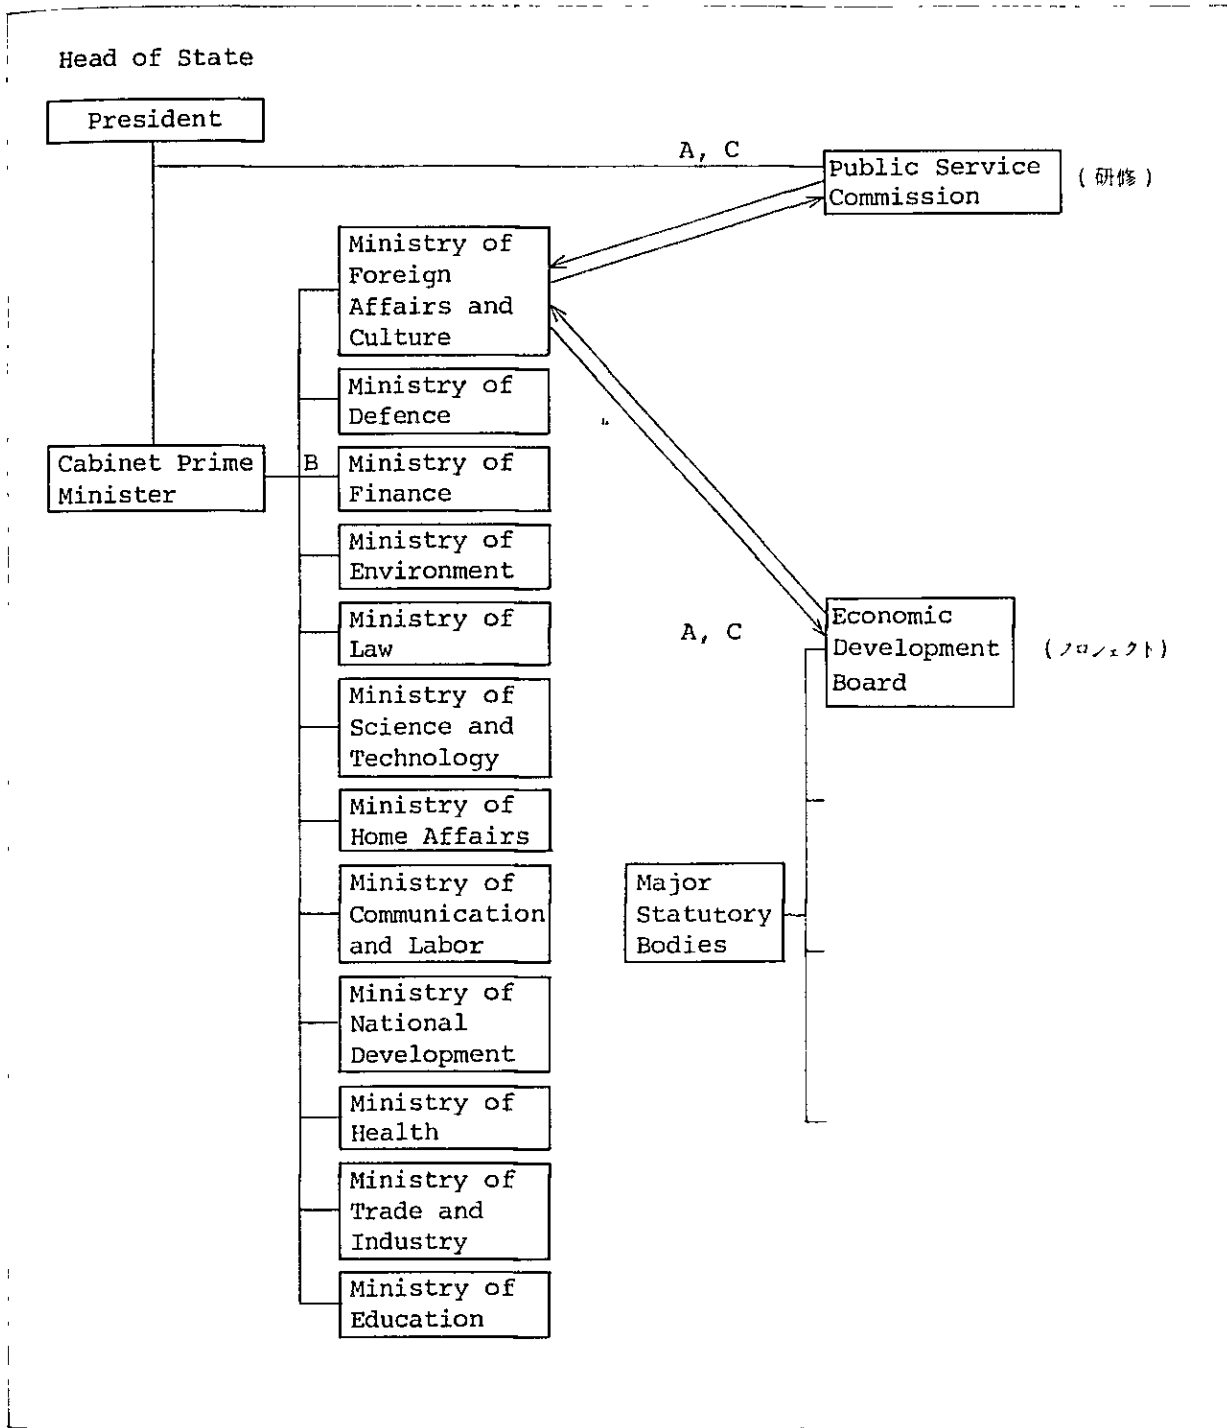 Head of State
President
A, C
Public Service
Commission
(研修)
Ministry of
Foreign
Affairs and
Culture
Ministry of
Defence
Cabinet Prime
Minister
B
Ministry of
Finance
Ministry of
Environment
Ministry of
Law
A, C
Economic
Development
Board
(プロジェクト)
Ministry of
Science and
Technology
Ministry of
Home Affairs
Ministry of
Communication
and Labor
Major
Statutory
Bodies
Ministry of
National
Development
Ministry of
Health
Ministry of
Trade and
Industry
Ministry of
Education